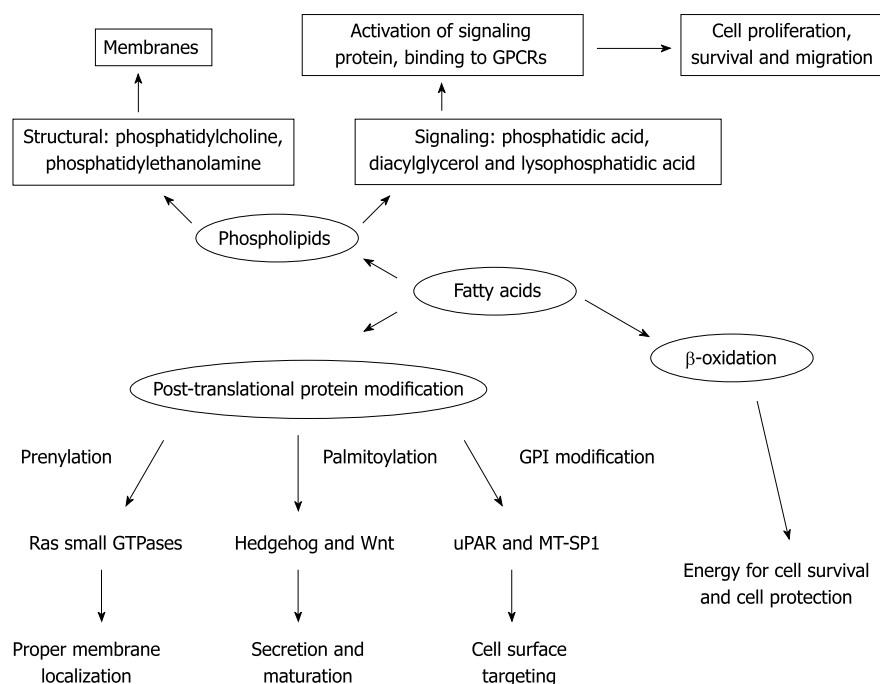 Membranes
Activation of signaling
protein, binding to GPCRs
Cell proliferation,
survival and migration
Structural: phosphatidylcholine,
phosphatidylethanolamine
Signaling: phosphatidic acid,
diacylglycerol and lysophosphatidic acid
Phospholipids
Fatty acids
β-oxidation
Post-translational protein modification
Prenylation
Palmitoylation
GPI modification
Ras small GTPases
Hedgehog and Wnt
uPAR and MT-SP1
Energy for cell survival
and cell protection
Proper membrane
localization
Secretion and
maturation
Cell surface
targeting